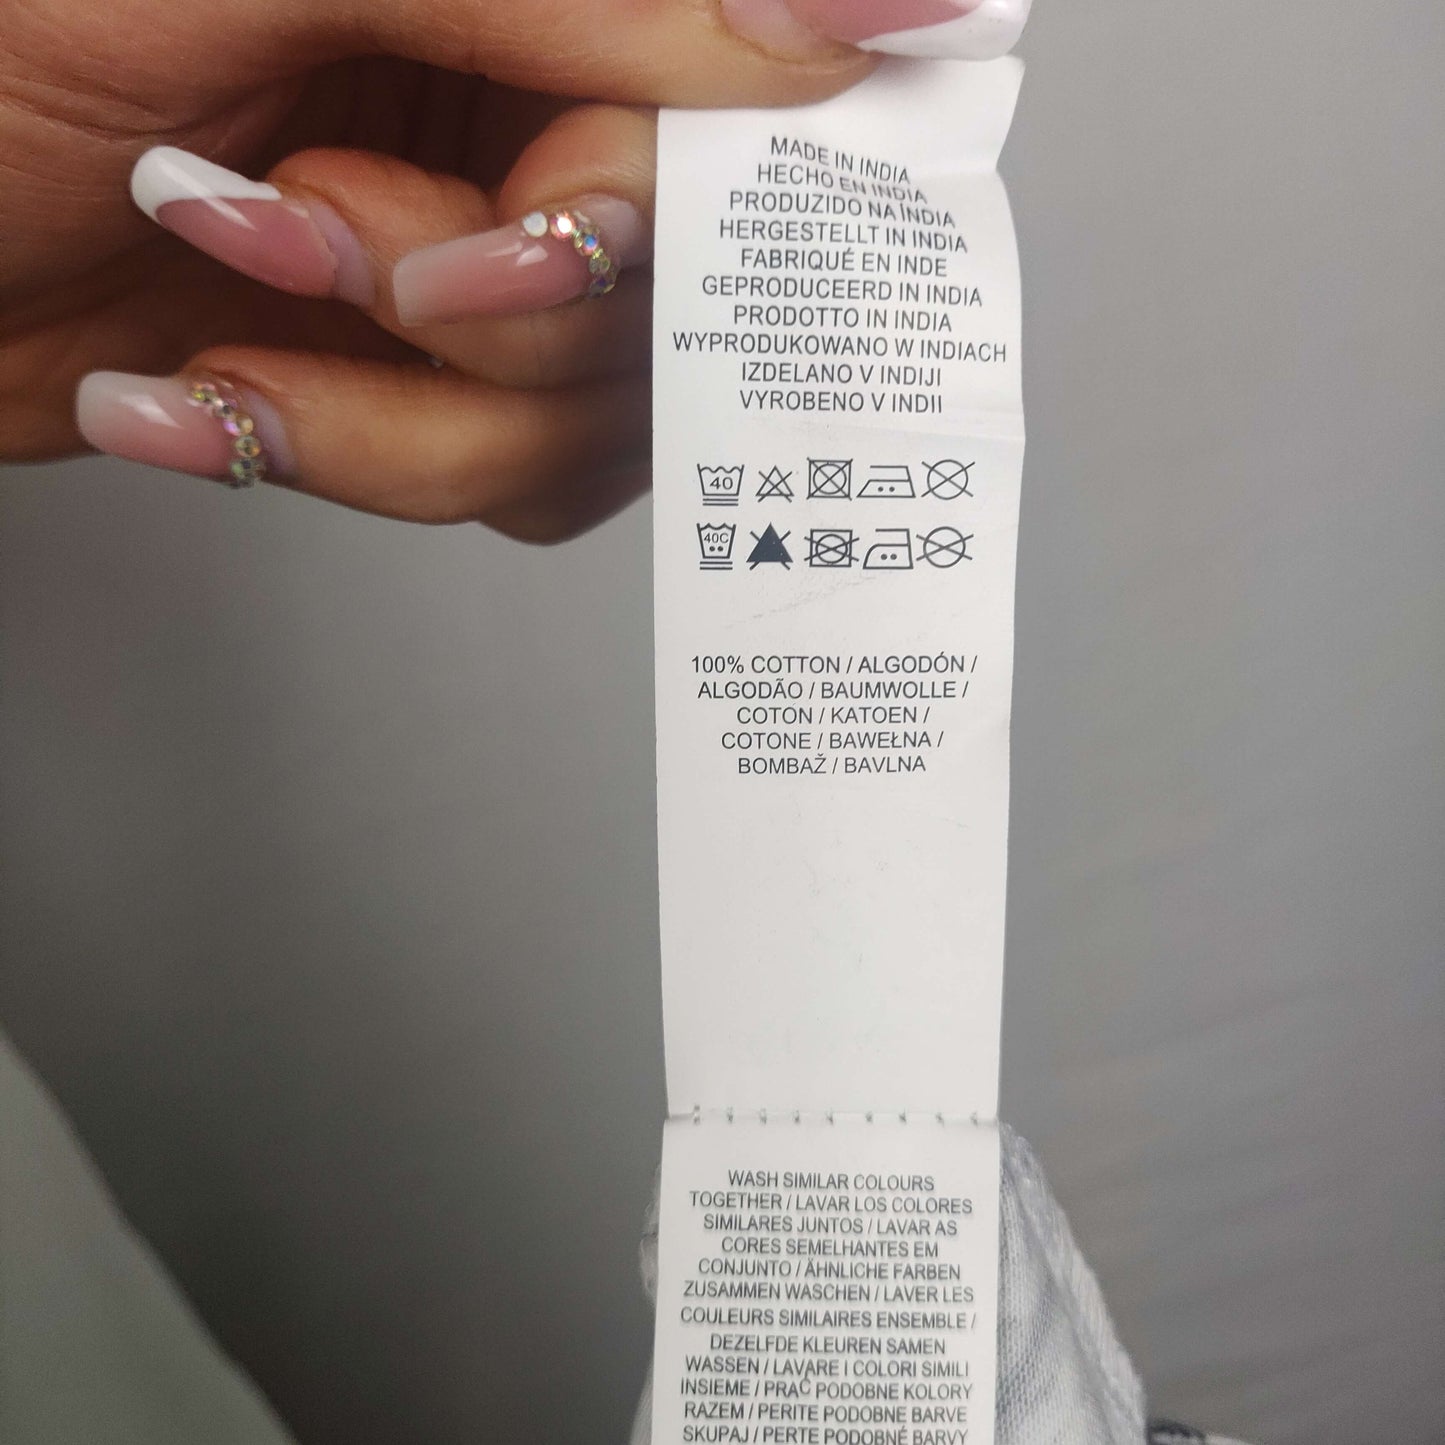 MADE IN INDIA
HECHO EN INDIA
PRODUZIDO NA ÍNDIA
HERGESTELLT IN INDIA
FABRIQUÉ EN INDE
GEPRODUCEERD IN INDIA
PRODOTTO IN INDIA
WYPRODUKOWANO W INDIACH
IZDELANO V INDIJI
VYROBENO V INDII
40
40C
100% COTTON / ALGODÓN /
ALGODÃO / BAUMWOLLE /
COTON / KATOEN /
COTONE / BAWEŁNA /
BOMBAŽ / BAVLNA
WASH SIMILAR COLOURS
TOGETHER / LAVAR LOS COLORES
SIMILARES JUNTOS / LAVAR AS
CORES SEMELHANTES EM
CONJUNTO / ÄHNLICHE FARBEN
ZUSAMMEN WASCHEN / LAVER LES
COULEURS SIMILAIRES ENSEMBLE /
DEZELFDE KLEUREN SAMEN
WASSEN / LAVARE I COLORI SIMILI
INSIEME / PRAĆ PODOBNE KOLORY
RAZEM / PERITE PODOBNE BARVE
SKUPAJ / PERTE PODOBNÉ BARVY